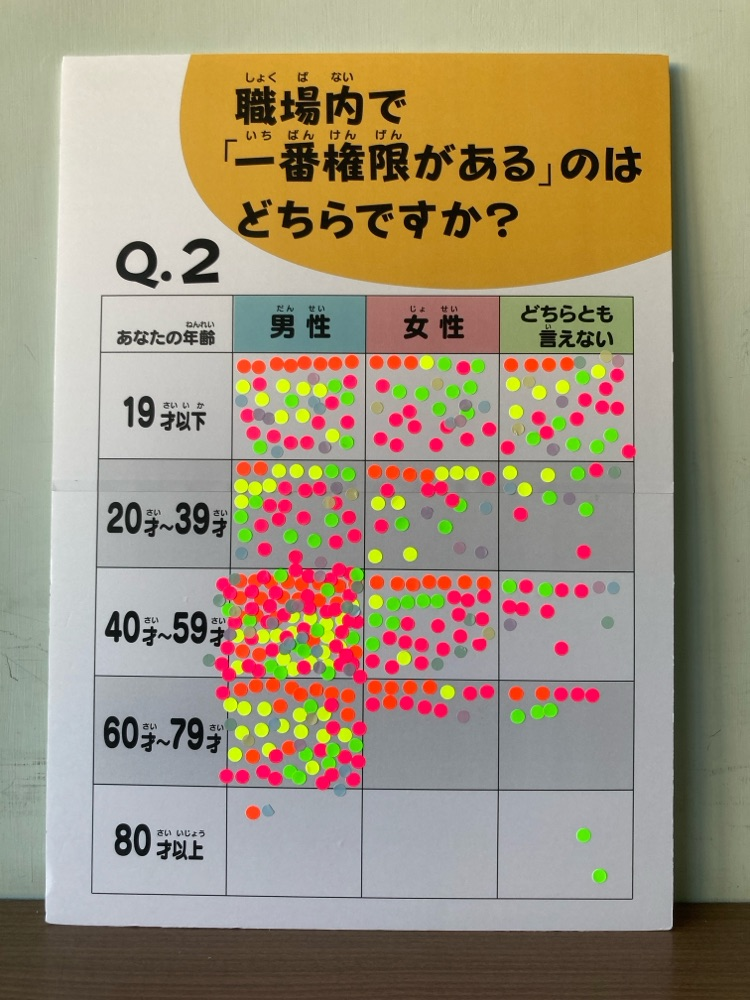 しょく ば ない
職場内で
いち ばん けん げん
「一番権限がある」のは
どちらですか？
Q.2
ねんれい
あなたの年齢
だん せい
男性
じょ せい
女性
どちらとも
い
言えない
さい い か
19才以下
さい さい
20才~39才
さい さい
40才~59才
さい さい
60才~79才
さい いじょう
80才以上